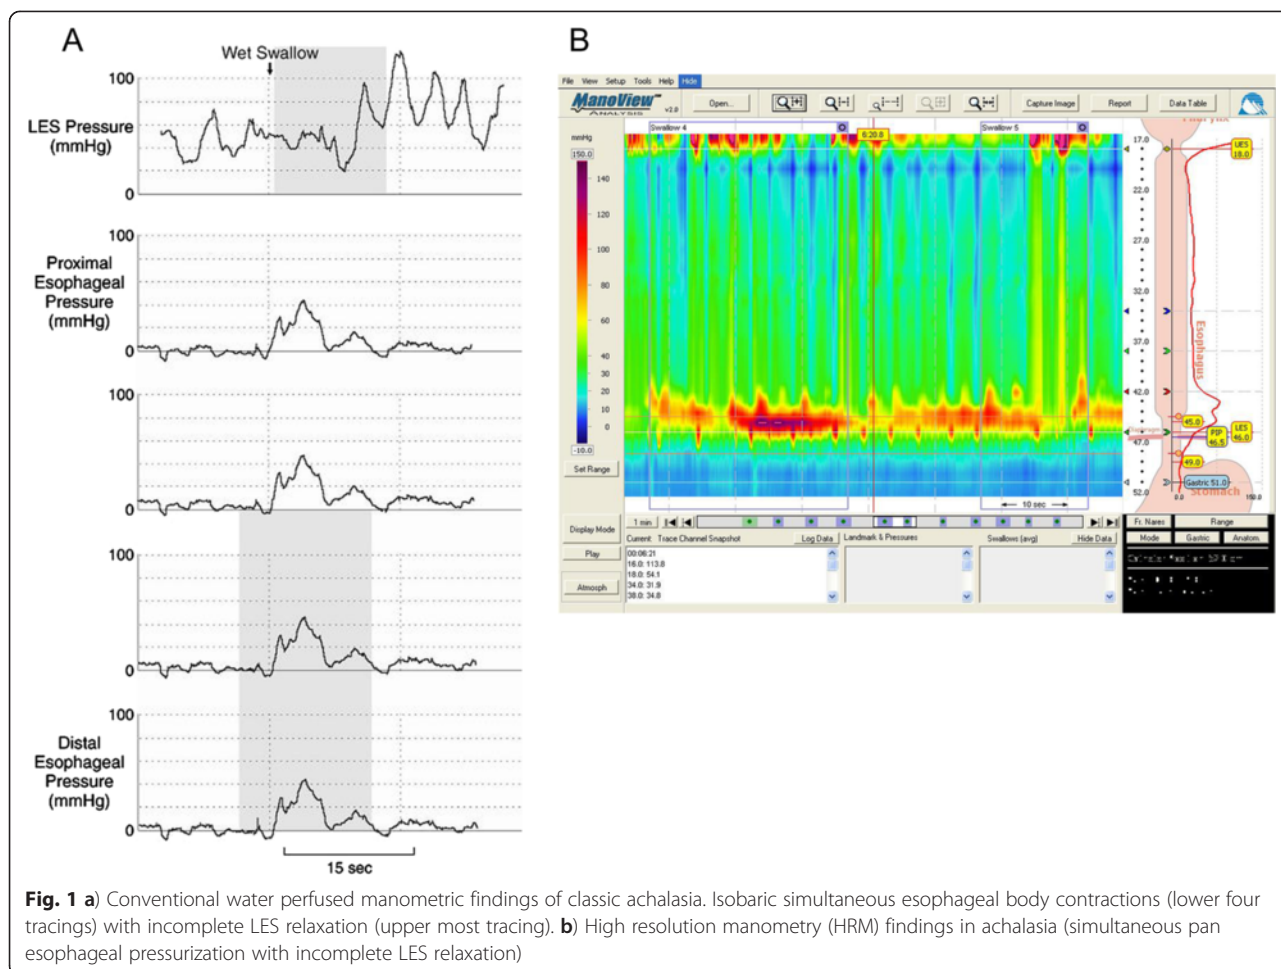 A
Wet Swallow
100
LES Pressure
(mmHg)
0
100
Proximal
Esophageal
Pressure
(mmHg)
0
100
0
100
0
100
Distal
Esophageal
Pressure
(mmHg)
0
15 sec
B
File View Setup Tools Help Hide
ManoView™
ANALYSIS
v2.0
Open...
Capture Image
Report
Data Table
mmHg
150.0
140
120
100
80
60
40
30
20
10
0
-10.0
Set Range
Swallow 4
6:20.8
Swallow 5
10 sec
Pharynx
17.0
22.0
27.0
32.0
37.0
42.0
47.0
52.0
UES
18.0
Esophagus
45.0
PIP
46.5
LES
46.0
49.0
Gastric 51.0
Stomach
0.0
150.0
Display Mode
Play
Atmosph
1 min
Current Trace Channel Snapshot
Log Data
00:06:21
16.0: 113.8
18.0: 54.1
34.0: 31.9
38.0: 34.8
Landmark & Pressures
Swallows (avg)
Hide Data
Fr. Nares
Range
Mode
Gastric
Anatom.
Fig. 1 a) Conventional water perfused manometric findings of classic achalasia. Isobaric simultaneous esophageal body contractions (lower four
tracings) with incomplete LES relaxation (upper most tracing). b) High resolution manometry (HRM) findings in achalasia (simultaneous pan
esophageal pressurization with incomplete LES relaxation)